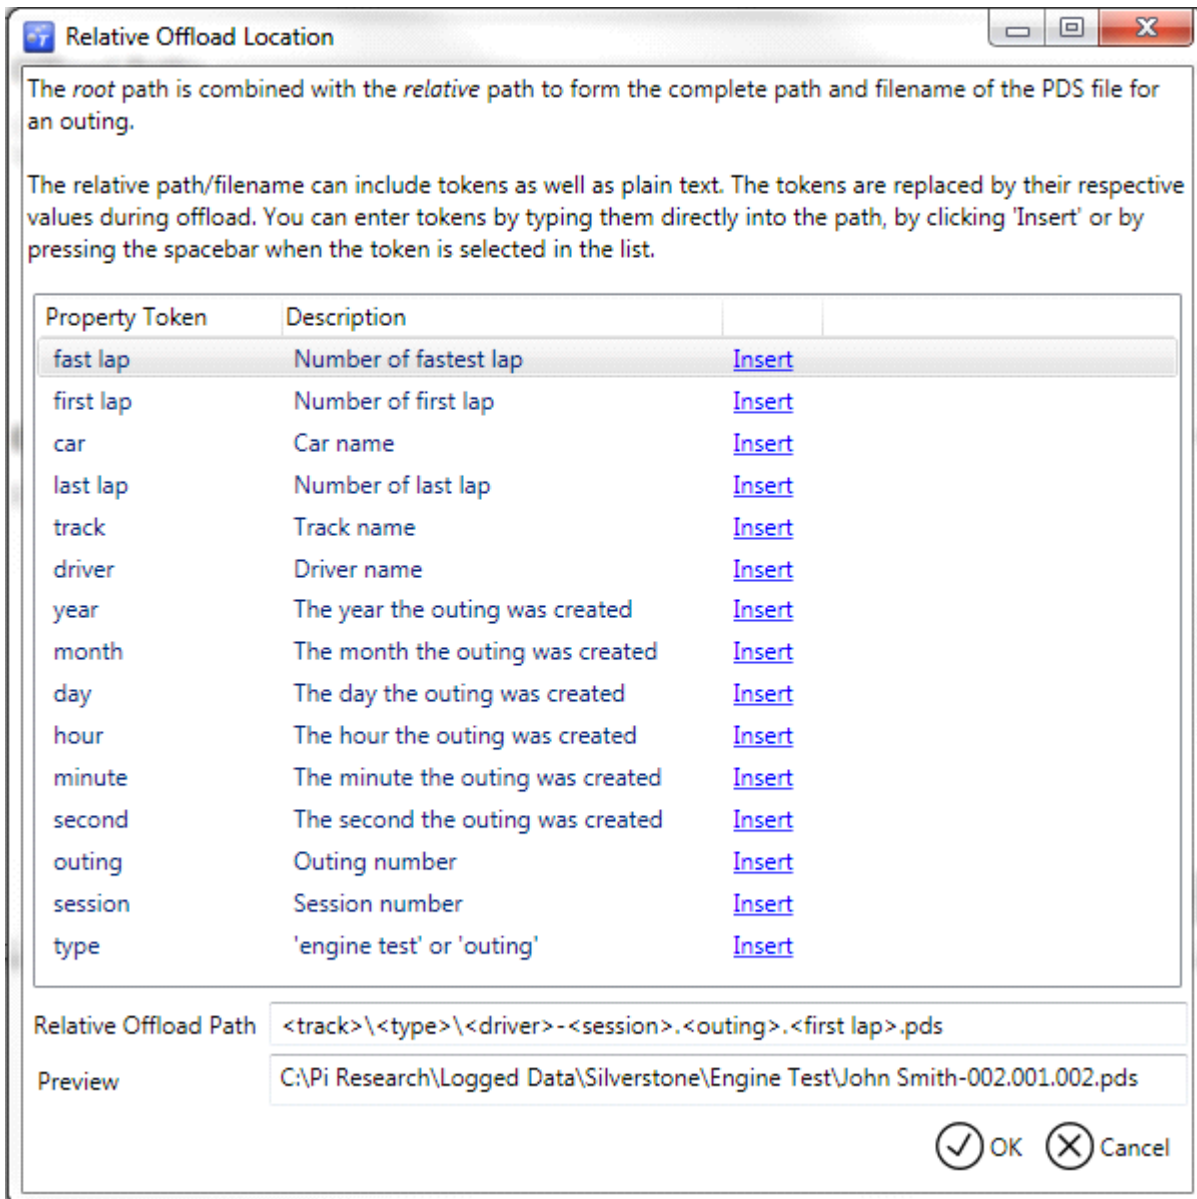 Relative Offload Location
The root path is combined with the relative path to form the complete path and filename of the PDS file for
an outing.
The relative path/filename can include tokens as well as plain text. The tokens are replaced by their respective
values during offload. You can enter tokens by typing them directly into the path, by clicking 'Insert' or by
pressing the spacebar when the token is selected in the list.
Property Token Description
fast lap Number of fastest lap Insert
first lap Number of first lap Insert
car Car name Insert
last lap Number of last lap Insert
track Track name Insert
driver Driver name Insert
year The year the outing was created Insert
month The month the outing was created Insert
day The day the outing was created Insert
hour The hour the outing was created Insert
minute The minute the outing was created Insert
second The second the outing was created Insert
outing Outing number Insert
session Session number Insert
type 'engine test' or 'outing' Insert
Relative Offload Path <track>\<type>\<driver>-<session>.<outing>.<first lap>.pds
Preview C:\Pi Research\Logged Data\Silverstone\Engine Test\John Smith-002.001.002.pds
OK Cancel